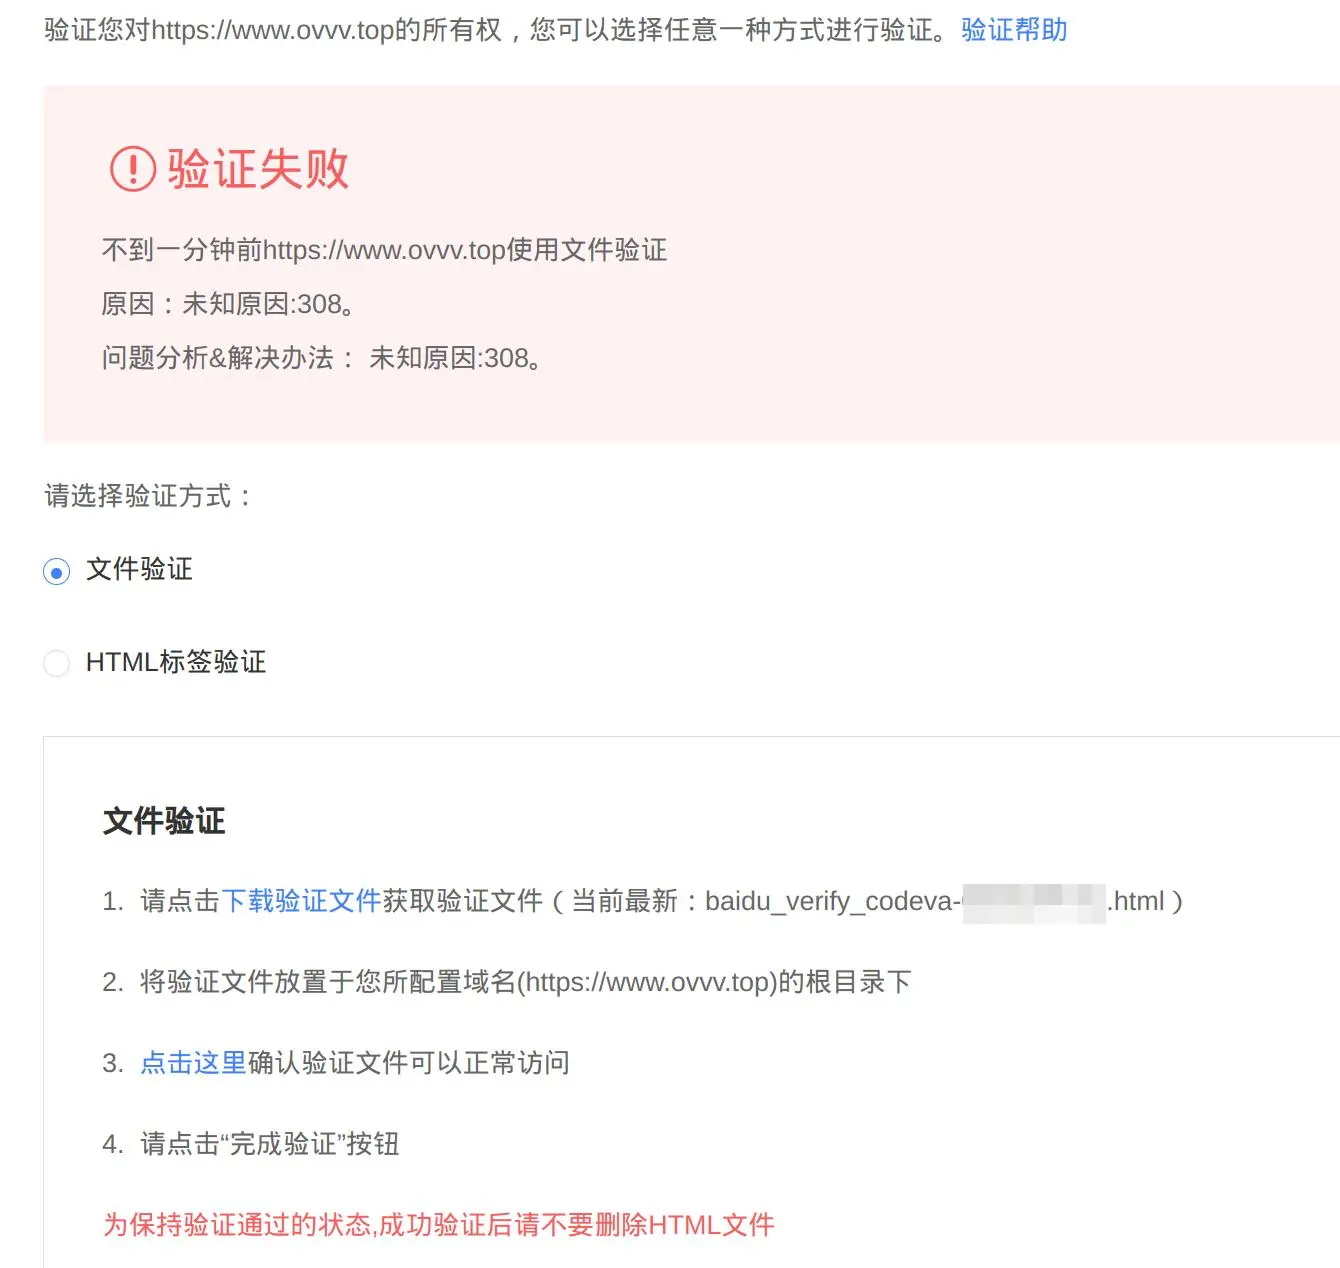 验证您对https://www.ovvv.top的所有权，您可以选择任意一种方式进行验证。验证帮助
验证失败
不到一分钟前https://www.ovvv.top使用文件验证
原因：未知原因:308。
问题分析&解决办法： 未知原因:308。
请选择验证方式：
文件验证
HTML标签验证
文件验证
1. 请点击下载验证文件获取验证文件（当前最新：baidu_verify_codeva-.html）
2. 将验证文件放置于您所配置域名(https://www.ovvv.top)的根目录下
3. 点击这里确认验证文件可以正常访问
4. 请点击“完成验证”按钮
为保持验证通过的状态,成功验证后请不要删除HTML文件